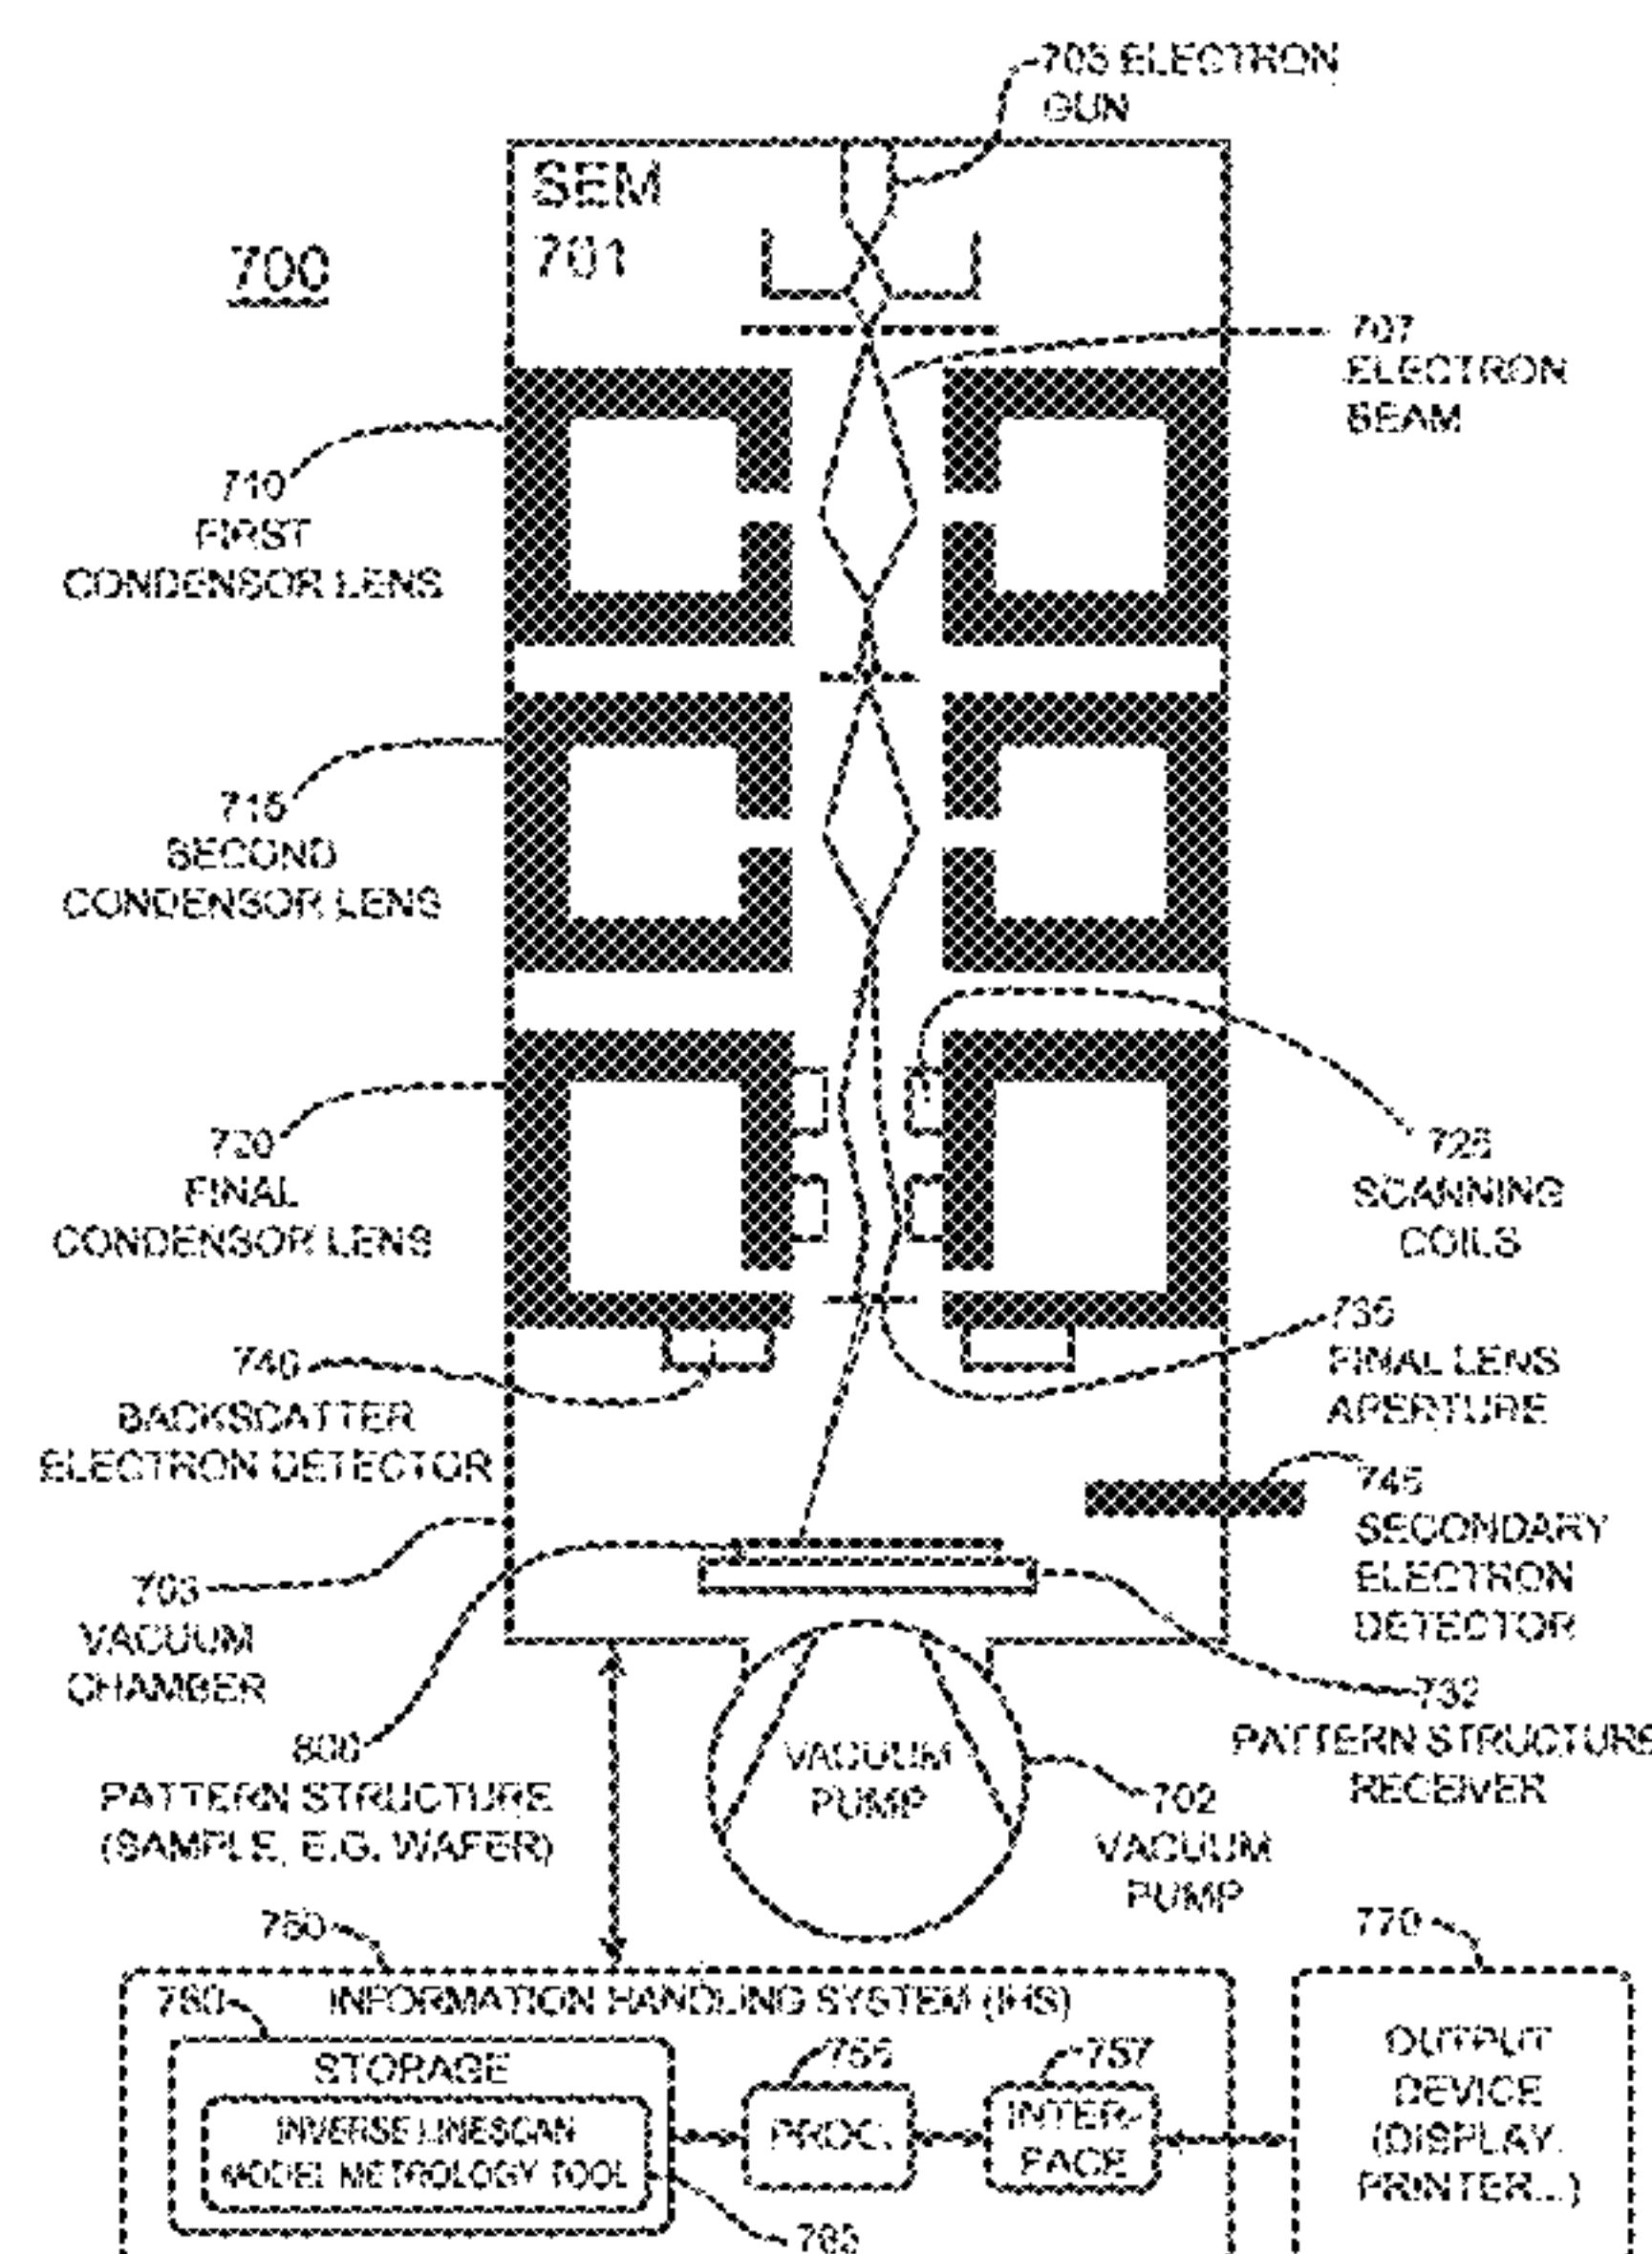 705 ELECTRON
GUN
SEM
701
700
707
ELECTRON
BEAM
710
FIRST
CONDENSOR LENS
715
SECOND
CONDENSOR LENS
720
FINAL
CONDENSOR LENS
725
SCANNING
COILS
735
FINAL LENS
APERTURE
740
BACKSCATTER
ELECTRON DETECTOR
745
SECONDARY
ELECTRON
DETECTOR
703
VACUUM
CHAMBER
732
PATTERN STRUCTURE
RECEIVER
800
PATTERN STRUCTURE
(SAMPLE, E.G. WAFER)
VACUUM
PUMP
702
VACUUM
PUMP
750
770
INFORMATION HANDLING SYSTEM (IHS)
760
STORAGE
755
757
INVERSE LINESCAN
MODEL METROLOGY TOOL
PROC.
INTER-
FACE
OUTPUT
DEVICE
(DISPLAY,
PRINTER...)
765